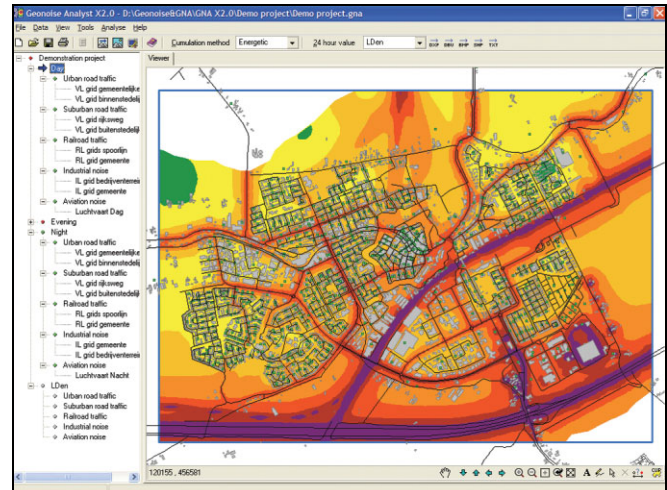 Geonoise Analyst X2.0 - D:\Geonoise&GNA\GNA X2.0\Demo project\Demo project.gna
File Data View Tools Analyse Help
Cumulation method Energetic 24 hour value LDen DXF BMP TXT
Demonstration project
Viewer
Day
Urban road traffic
VL grid gemeentelijke
VL grid binnenstedelij
Suburban road traffic
VL grid rijksweg
VL grid buitenstedelij
Railroad traffic
RL grids spoorlijn
RL grid gemeente
Industrial noise
IL grid bedrijventerrei
IL grid gemeente
Aviation noise
Luchtvaart Dag
Evening
Night
Urban road traffic
VL grid gemeentelijke
VL grid binnenstedelij
Suburban road traffic
VL grid rijksweg
VL grid buitenstedelij
Railroad traffic
RL grids spoorlijn
RL grid gemeente
Industrial noise
IL grid gemeente
IL grid bedrijventerrei
Aviation noise
Luchtvaart Nacht
LDen
Urban road traffic
Suburban road traffic
Railroad traffic
Industrial noise
Aviation noise
120155 , 456581